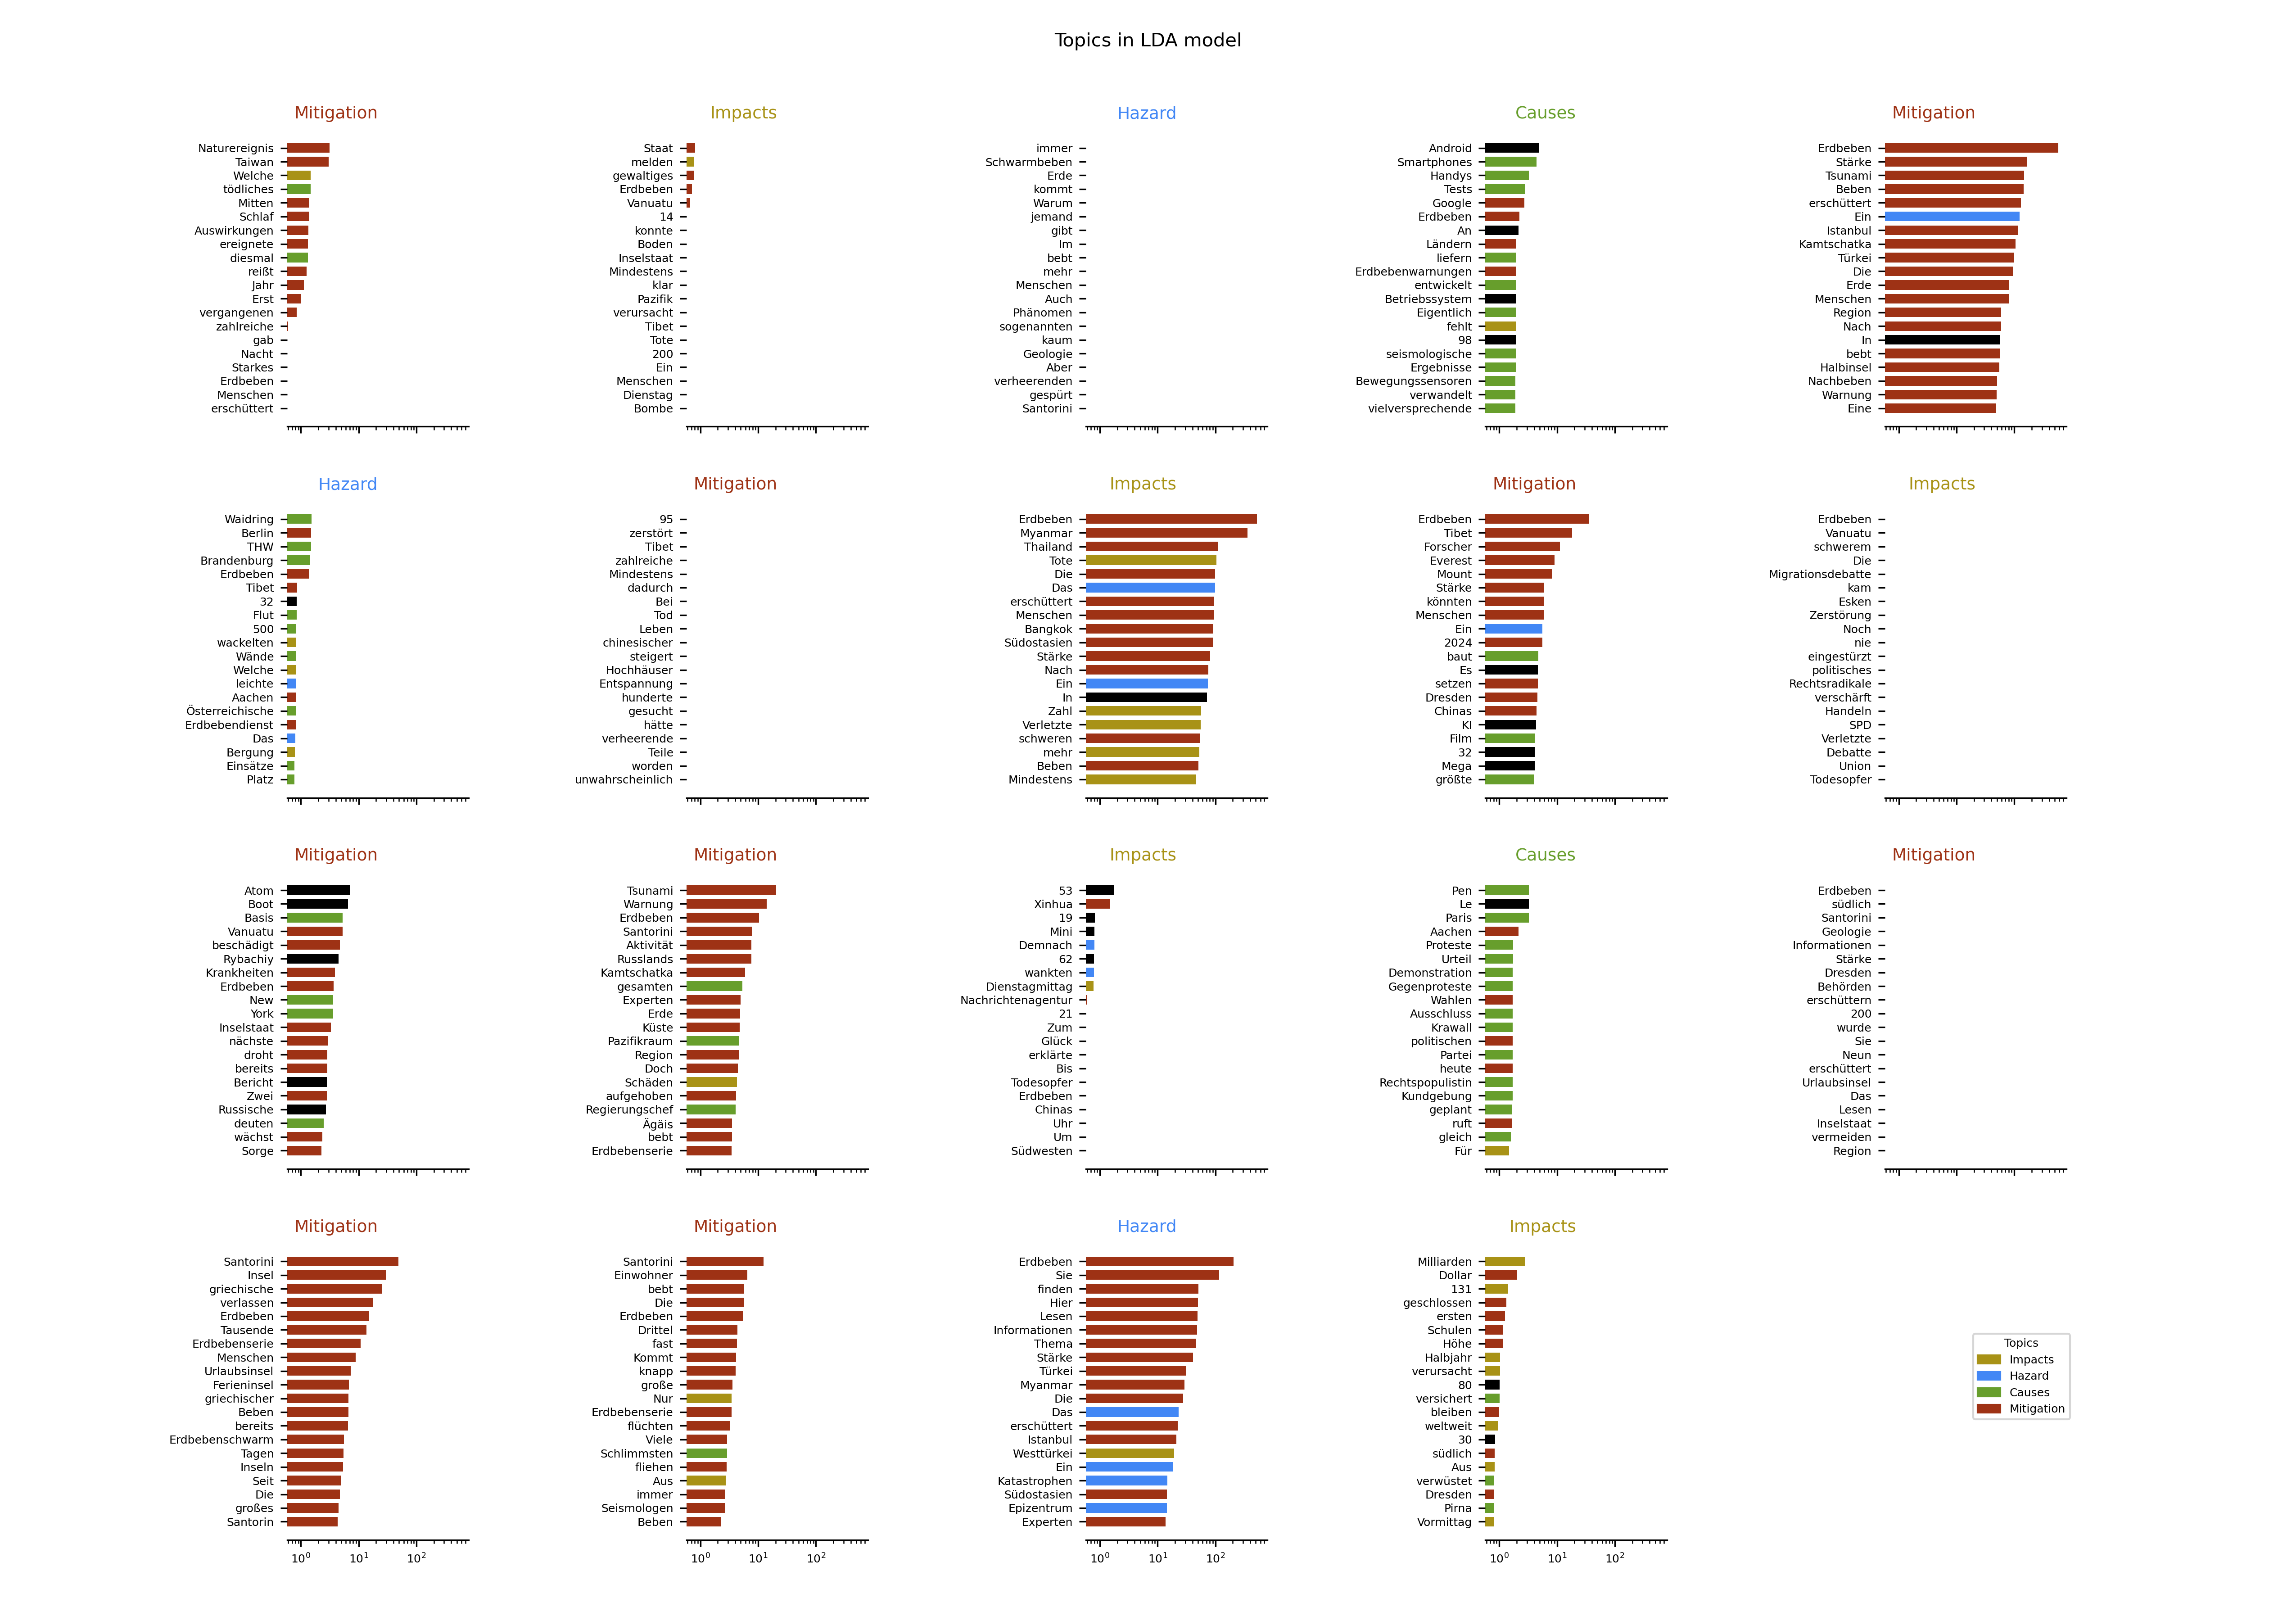 Topics in LDA model
Mitigation
Naturereignis
Taiwan
Welche
tödliches
Mitten
Schlaf
Auswirkungen
ereignete
diesmal
reißt
Jahr
Erst
vergangenen
zahlreiche
gab
Nacht
Starkes
Erdbeben
Menschen
erschüttert
Impacts
Staat
melden
gewaltiges
Erdbeben
Vanuatu
14
konnte
Boden
Inselstaat
Mindestens
klar
Pazifik
verursacht
Tibet
Tote
200
Ein
Menschen
Dienstag
Bombe
Hazard
immer
Schwarmbeben
Erde
kommt
Warum
jemand
gibt
Im
bebt
mehr
Menschen
Auch
Phänomen
sogenannten
kaum
Geologie
Aber
verheerenden
gespürt
Santorini
Causes
Android
Smartphones
Handys
Tests
Google
Erdbeben
An
Ländern
liefern
Erdbebenwarnungen
entwickelt
Betriebssystem
Eigentlich
fehlt
98
seismologische
Ergebnisse
Bewegungssensoren
verwandelt
vielversprechende
Mitigation
Erdbeben
Stärke
Tsunami
Beben
erschüttert
Ein
Istanbul
Kamtschatka
Türkei
Die
Erde
Menschen
Region
Nach
In
bebt
Halbinsel
Nachbeben
Warnung
Eine
Hazard
Waidring
Berlin
THW
Brandenburg
Erdbeben
Tibet
32
Flut
500
wackelten
Wände
Welche
leichte
Aachen
Österreichische
Erdbebendienst
Das
Bergung
Einsätze
Platz
Mitigation
95
zerstört
Tibet
zahlreiche
Mindestens
dadurch
Bei
Tod
Leben
chinesischer
steigert
Hochhäuser
Entspannung
hunderte
gesucht
hätte
verheerende
Teile
worden
unwahrscheinlich
Impacts
Erdbeben
Myanmar
Thailand
Tote
Die
Das
erschüttert
Menschen
Bangkok
Südostasien
Stärke
Nach
Ein
In
Zahl
Verletzte
schweren
mehr
Beben
Mindestens
Mitigation
Erdbeben
Tibet
Forscher
Everest
Mount
Stärke
könnten
Menschen
Ein
2024
baut
Es
setzen
Dresden
Chinas
KI
Film
32
Mega
größte
Impacts
Erdbeben
Vanuatu
schwerem
Die
Migrationsdebatte
kam
Esken
Zerstörung
Noch
nie
eingestürzt
politisches
Rechtsradikale
verschärft
Handeln
SPD
Verletzte
Debatte
Union
Todesopfer
Mitigation
Atom
Boot
Basis
Vanuatu
beschädigt
Rybachiy
Krankheiten
Erdbeben
New
York
Inselstaat
nächste
droht
bereits
Bericht
Zwei
Russische
deuten
wächst
Sorge
Mitigation
Tsunami
Warnung
Erdbeben
Santorini
Aktivität
Russlands
Kamtschatka
gesamten
Experten
Erde
Küste
Pazifikraum
Region
Doch
Schäden
aufgehoben
Regierungschef
Ägäis
bebt
Erdbebenserie
Impacts
53
Xinhua
19
Mini
Demnach
62
wankten
Dienstagmittag
Nachrichtenagentur
21
Zum
Glück
erklärte
Bis
Todesopfer
Erdbeben
Chinas
Uhr
Um
Südwesten
Causes
Pen
Le
Paris
Aachen
Proteste
Urteil
Demonstration
Gegenproteste
Wahlen
Ausschluss
Krawall
politischen
Partei
heute
Rechtspopulistin
Kundgebung
geplant
ruft
gleich
Für
Mitigation
Erdbeben
südlich
Santorini
Geologie
Informationen
Stärke
Dresden
Behörden
erschüttern
200
wurde
Sie
Neun
erschüttert
Urlaubsinsel
Das
Lesen
Inselstaat
vermeiden
Region
Mitigation
Santorini
Insel
griechische
verlassen
Erdbeben
Tausende
Erdbebenserie
Menschen
Urlaubsinsel
Ferieninsel
griechischer
Beben
bereits
Erdbebenschwarm
Tagen
Inseln
Seit
Die
großes
Santorin
10⁰ 10¹ 10²
Mitigation
Santorini
Einwohner
bebt
Die
Erdbeben
Drittel
fast
Kommt
knapp
große
Nur
Erdbebenserie
flüchten
Viele
Schlimmsten
fliehen
Aus
immer
Seismologen
Beben
10⁰ 10¹ 10²
Hazard
Erdbeben
Sie
finden
Hier
Lesen
Informationen
Thema
Stärke
Türkei
Myanmar
Die
Das
erschüttert
Istanbul
Westtürkei
Ein
Katastrophen
Südostasien
Epizentrum
Experten
10⁰ 10¹ 10²
Impacts
Milliarden
Dollar
131
geschlossen
ersten
Schulen
Höhe
Halbjahr
verursacht
80
versichert
bleiben
weltweit
30
südlich
Aus
verwüstet
Dresden
Pirna
Vormittag
10⁰ 10¹ 10²
Topics
Impacts
Hazard
Causes
Mitigation